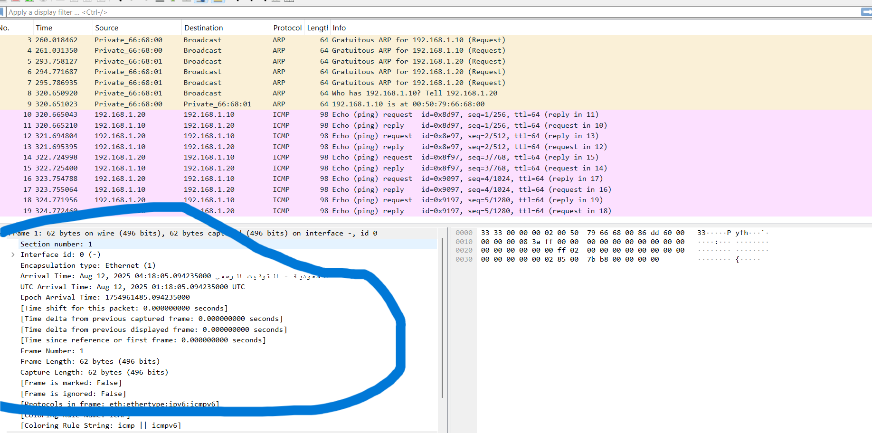 Apply a display filter ... <Ctrl-/>
No. Time Source Destination Protocol Lengtl Info
3 260.018462 Private_66:68:00 Broadcast ARP 64 Gratuitous ARP for 192.168.1.10 (Request)
4 261.031350 Private_66:68:00 Broadcast ARP 64 Gratuitous ARP for 192.168.1.10 (Request)
5 293.758127 Private_66:68:01 Broadcast ARP 64 Gratuitous ARP for 192.168.1.20 (Request)
6 294.771687 Private_66:68:01 Broadcast ARP 64 Gratuitous ARP for 192.168.1.20 (Request)
7 295.786935 Private_66:68:01 Broadcast ARP 64 Gratuitous ARP for 192.168.1.20 (Request)
8 320.650920 Private_66:68:01 Broadcast ARP 64 Who has 192.168.1.10? Tell 192.168.1.20
9 320.651023 Private_66:68:00 Private_66:68:01 ARP 64 192.168.1.10 is at 00:50:79:66:68:00
10 320.665043 192.168.1.20 192.168.1.10 ICMP 98 Echo (ping) request id=0x8d97, seq=1/256, ttl=64 (reply in 11)
11 320.665210 192.168.1.10 192.168.1.20 ICMP 98 Echo (ping) reply id=0x8d97, seq=1/256, ttl=64 (request in 10)
12 321.694804 192.168.1.20 192.168.1.10 ICMP 98 Echo (ping) request id=0x8e97, seq=2/512, ttl=64 (reply in 13)
13 321.695395 192.168.1.10 192.168.1.20 ICMP 98 Echo (ping) reply id=0x8e97, seq=2/512, ttl=64 (request in 12)
14 322.724998 192.168.1.20 192.168.1.10 ICMP 98 Echo (ping) request id=0x8f97, seq=3/768, ttl=64 (reply in 15)
15 322.725400 192.168.1.10 192.168.1.20 ICMP 98 Echo (ping) reply id=0x8f97, seq=3/768, ttl=64 (request in 14)
16 323.754788 192.168.1.20 192.168.1.10 ICMP 98 Echo (ping) request id=0x9097, seq=4/1024, ttl=64 (reply in 17)
17 323.755064 192.168.1.10 192.168.1.20 ICMP 98 Echo (ping) reply id=0x9097, seq=4/1024, ttl=64 (request in 16)
18 324.771956 192.168.1.20 192.168.1.10 ICMP 98 Echo (ping) request id=0x9197, seq=5/1280, ttl=64 (reply in 19)
19 192.168.1.10 192.168.1.20 ICMP 98 Echo (ping) reply id=0x9197, seq=5/1280, ttl=64 (request in 18)
Frame 1: 62 bytes on wire (496 bits), 62 bytes captured (496 bits) on interface -, id 0
Section number: 1
Interface id: 0 (-)
Encapsulation type: Ethernet (1)
Arrival Time: Aug 12, 2025 04:18:05.094235000
UTC Arrival Time: Aug 12, 2025 01:18:05.094235000 UTC
Epoch Arrival Time: 1754961485.094235000
[Time shift for this packet: 0.000000000 seconds]
[Time delta from previous captured frame: 0.000000000 seconds]
[Time delta from previous displayed frame: 0.000000000 seconds]
[Time since reference or first frame: 0.000000000 seconds]
Frame Number: 1
Frame Length: 62 bytes (496 bits)
Capture Length: 62 bytes (496 bits)
[Frame is marked: False]
[Frame is ignored: False]
[Protocols in frame: eth:ethertype:ipv6:icmpv6]
[Coloring Rule String: icmp || icmpv6]
0000 33 33 00 00 00 02 00 50 79 66 68 00 86 dd 60 00 33·····P yfh···`·
0010 00 00 00 08 3a ff 00 00 00 00 00 00 00 00 00 00 ····:··· ········
0020 00 00 00 00 00 00 ff 02 00 00 00 00 00 00 00 00 ········ ········
0030 00 00 00 00 00 02 85 00 7b b8 00 00 00 00 ········ {·····